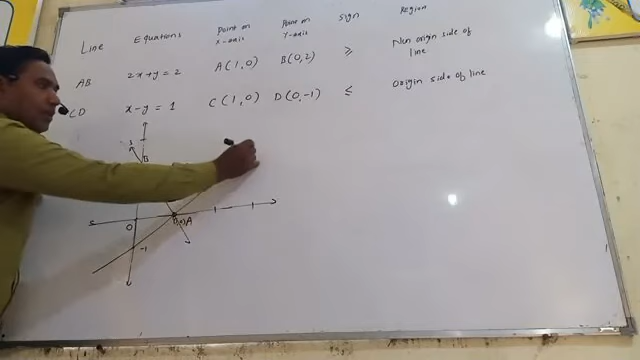 Line Equations Point on x-axis Point on Y-axis Sign REGION
AB 2x+y=2 A(1,0) B(0,2) ≥ Non origin side of line
CD x-y=1 C(1,0) D(0,-1) ≤ Origin side of line
B
O A
-1